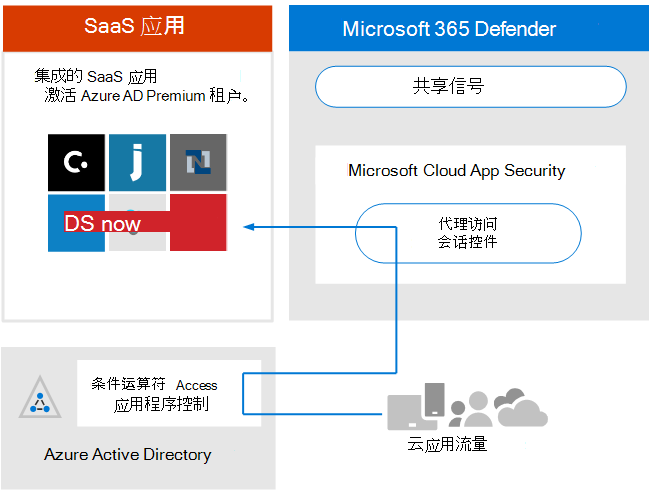 SaaS 应用
集成的 SaaS 应用
激活 Azure AD Premium 租户。
DS now
Microsoft 365 Defender
共享信号
Microsoft Cloud App Security
代理访问
会话控件
条件运算符 Access
应用程序控制
Azure Active Directory
云应用流量